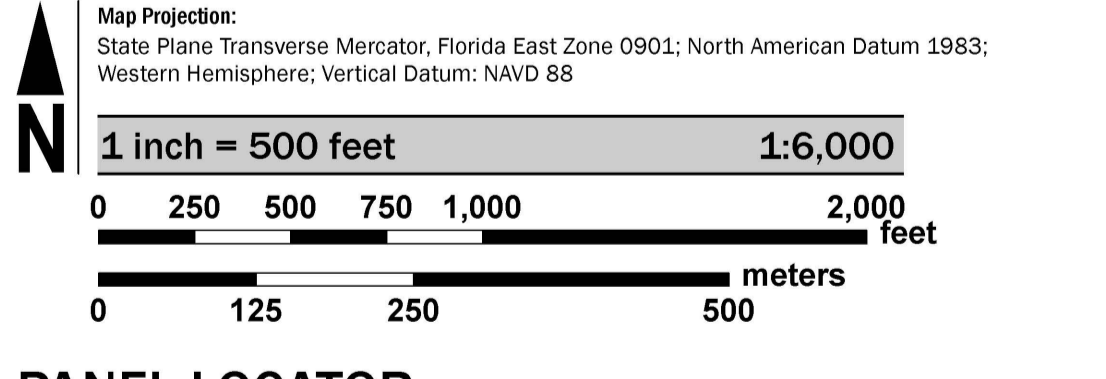 Map Projection:
State Plane Transverse Mercator, Florida East Zone 0901; North American Datum 1983;
Western Hemisphere; Vertical Datum: NAVD 88
N
1 inch = 500 feet 1:6,000
0 250 500 750 1,000 2,000
feet
meters
0 125 250 500
PANEL LOCATOR